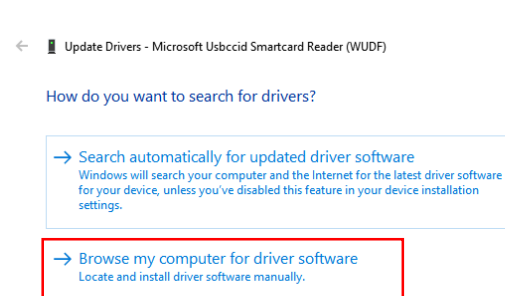 Update Drivers - Microsoft Usbccid Smartcard Reader (WUDF)
How do you want to search for drivers?
Search automatically for updated driver software
Windows will search your computer and the Internet for the latest driver software
for your device, unless you've disabled this feature in your device installation
settings.
Browse my computer for driver software
Locate and install driver software manually.